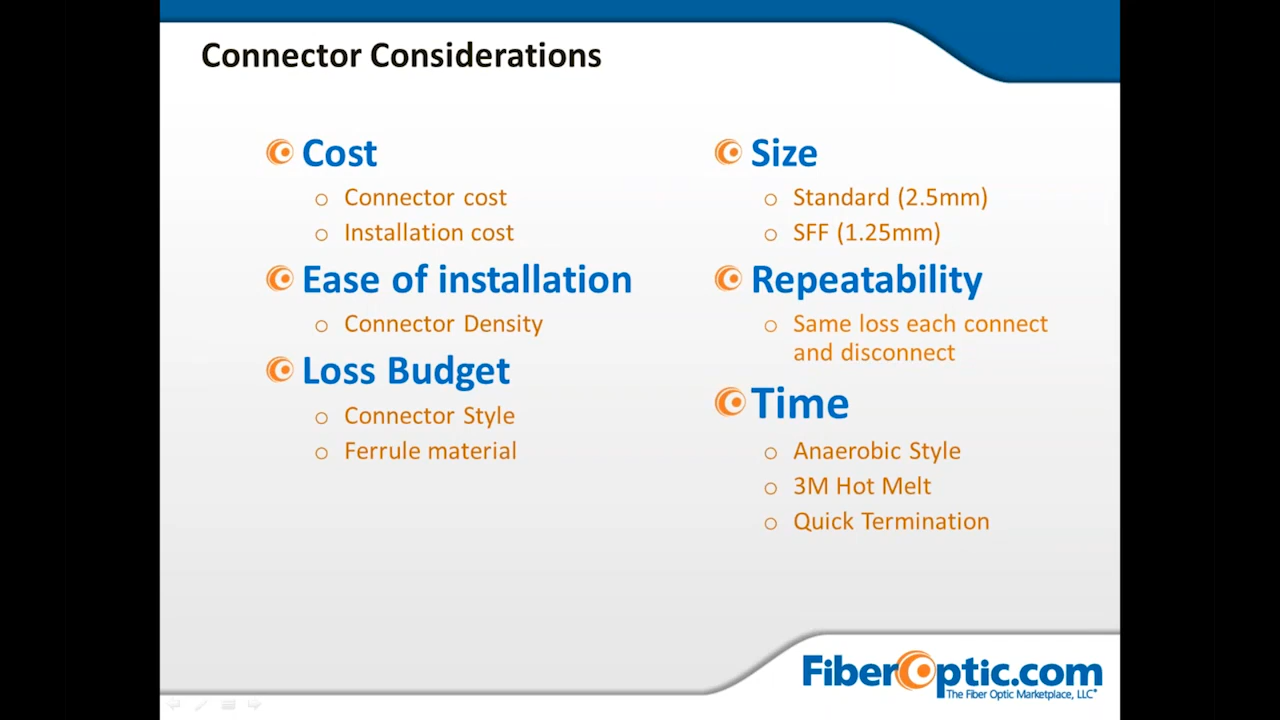 Connector Considerations
Cost
Connector cost
Installation cost
Ease of installation
Connector Density
Loss Budget
Connector Style
Ferrule material
Size
Standard (2.5mm)
SFF (1.25mm)
Repeatability
Same loss each connect
and disconnect
Time
Anaerobic Style
3M Hot Melt
Quick Termination
FiberOptic.com
The Fiber Optic Marketplace, LLC®